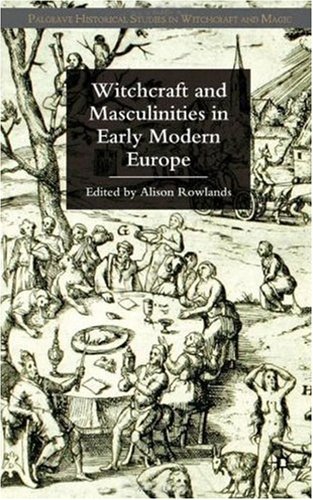 PALGRAVE HISTORICAL STUDIES IN WITCHCRAFT AND MAGIC
Witchcraft and
Masculinities in
Early Modern
Europe
Edited by Alison Rowlands